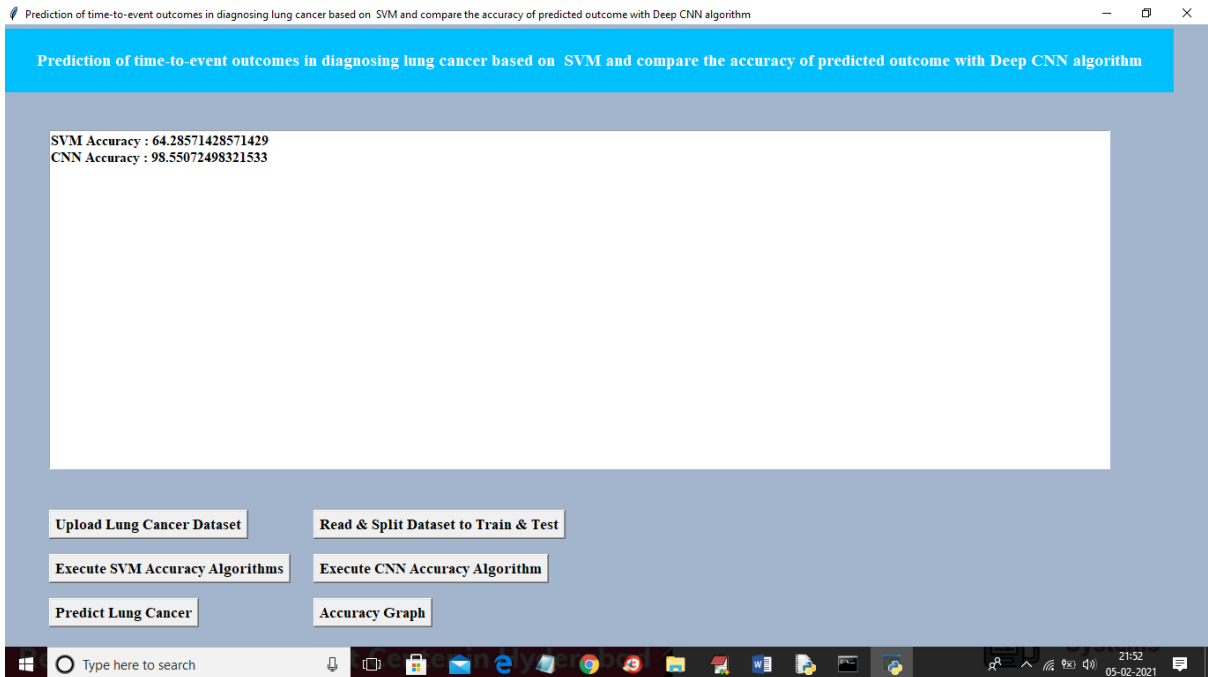 Prediction of time-to-event outcomes in diagnosing lung cancer based on  SVM and compare the accuracy of predicted outcome with Deep CNN algorithm
Prediction of time-to-event outcomes in diagnosing lung cancer based on  SVM and compare the accuracy of predicted outcome with Deep CNN algorithm
SVM Accuracy : 64.28571428571429
CNN Accuracy : 98.55072498321533
Upload Lung Cancer Dataset
Read & Split Dataset to Train & Test
Execute SVM Accuracy Algorithms
Execute CNN Accuracy Algorithm
Predict Lung Cancer
Accuracy Graph
Type here to search
in Hyderabad
Systems
21:52
05-02-2021